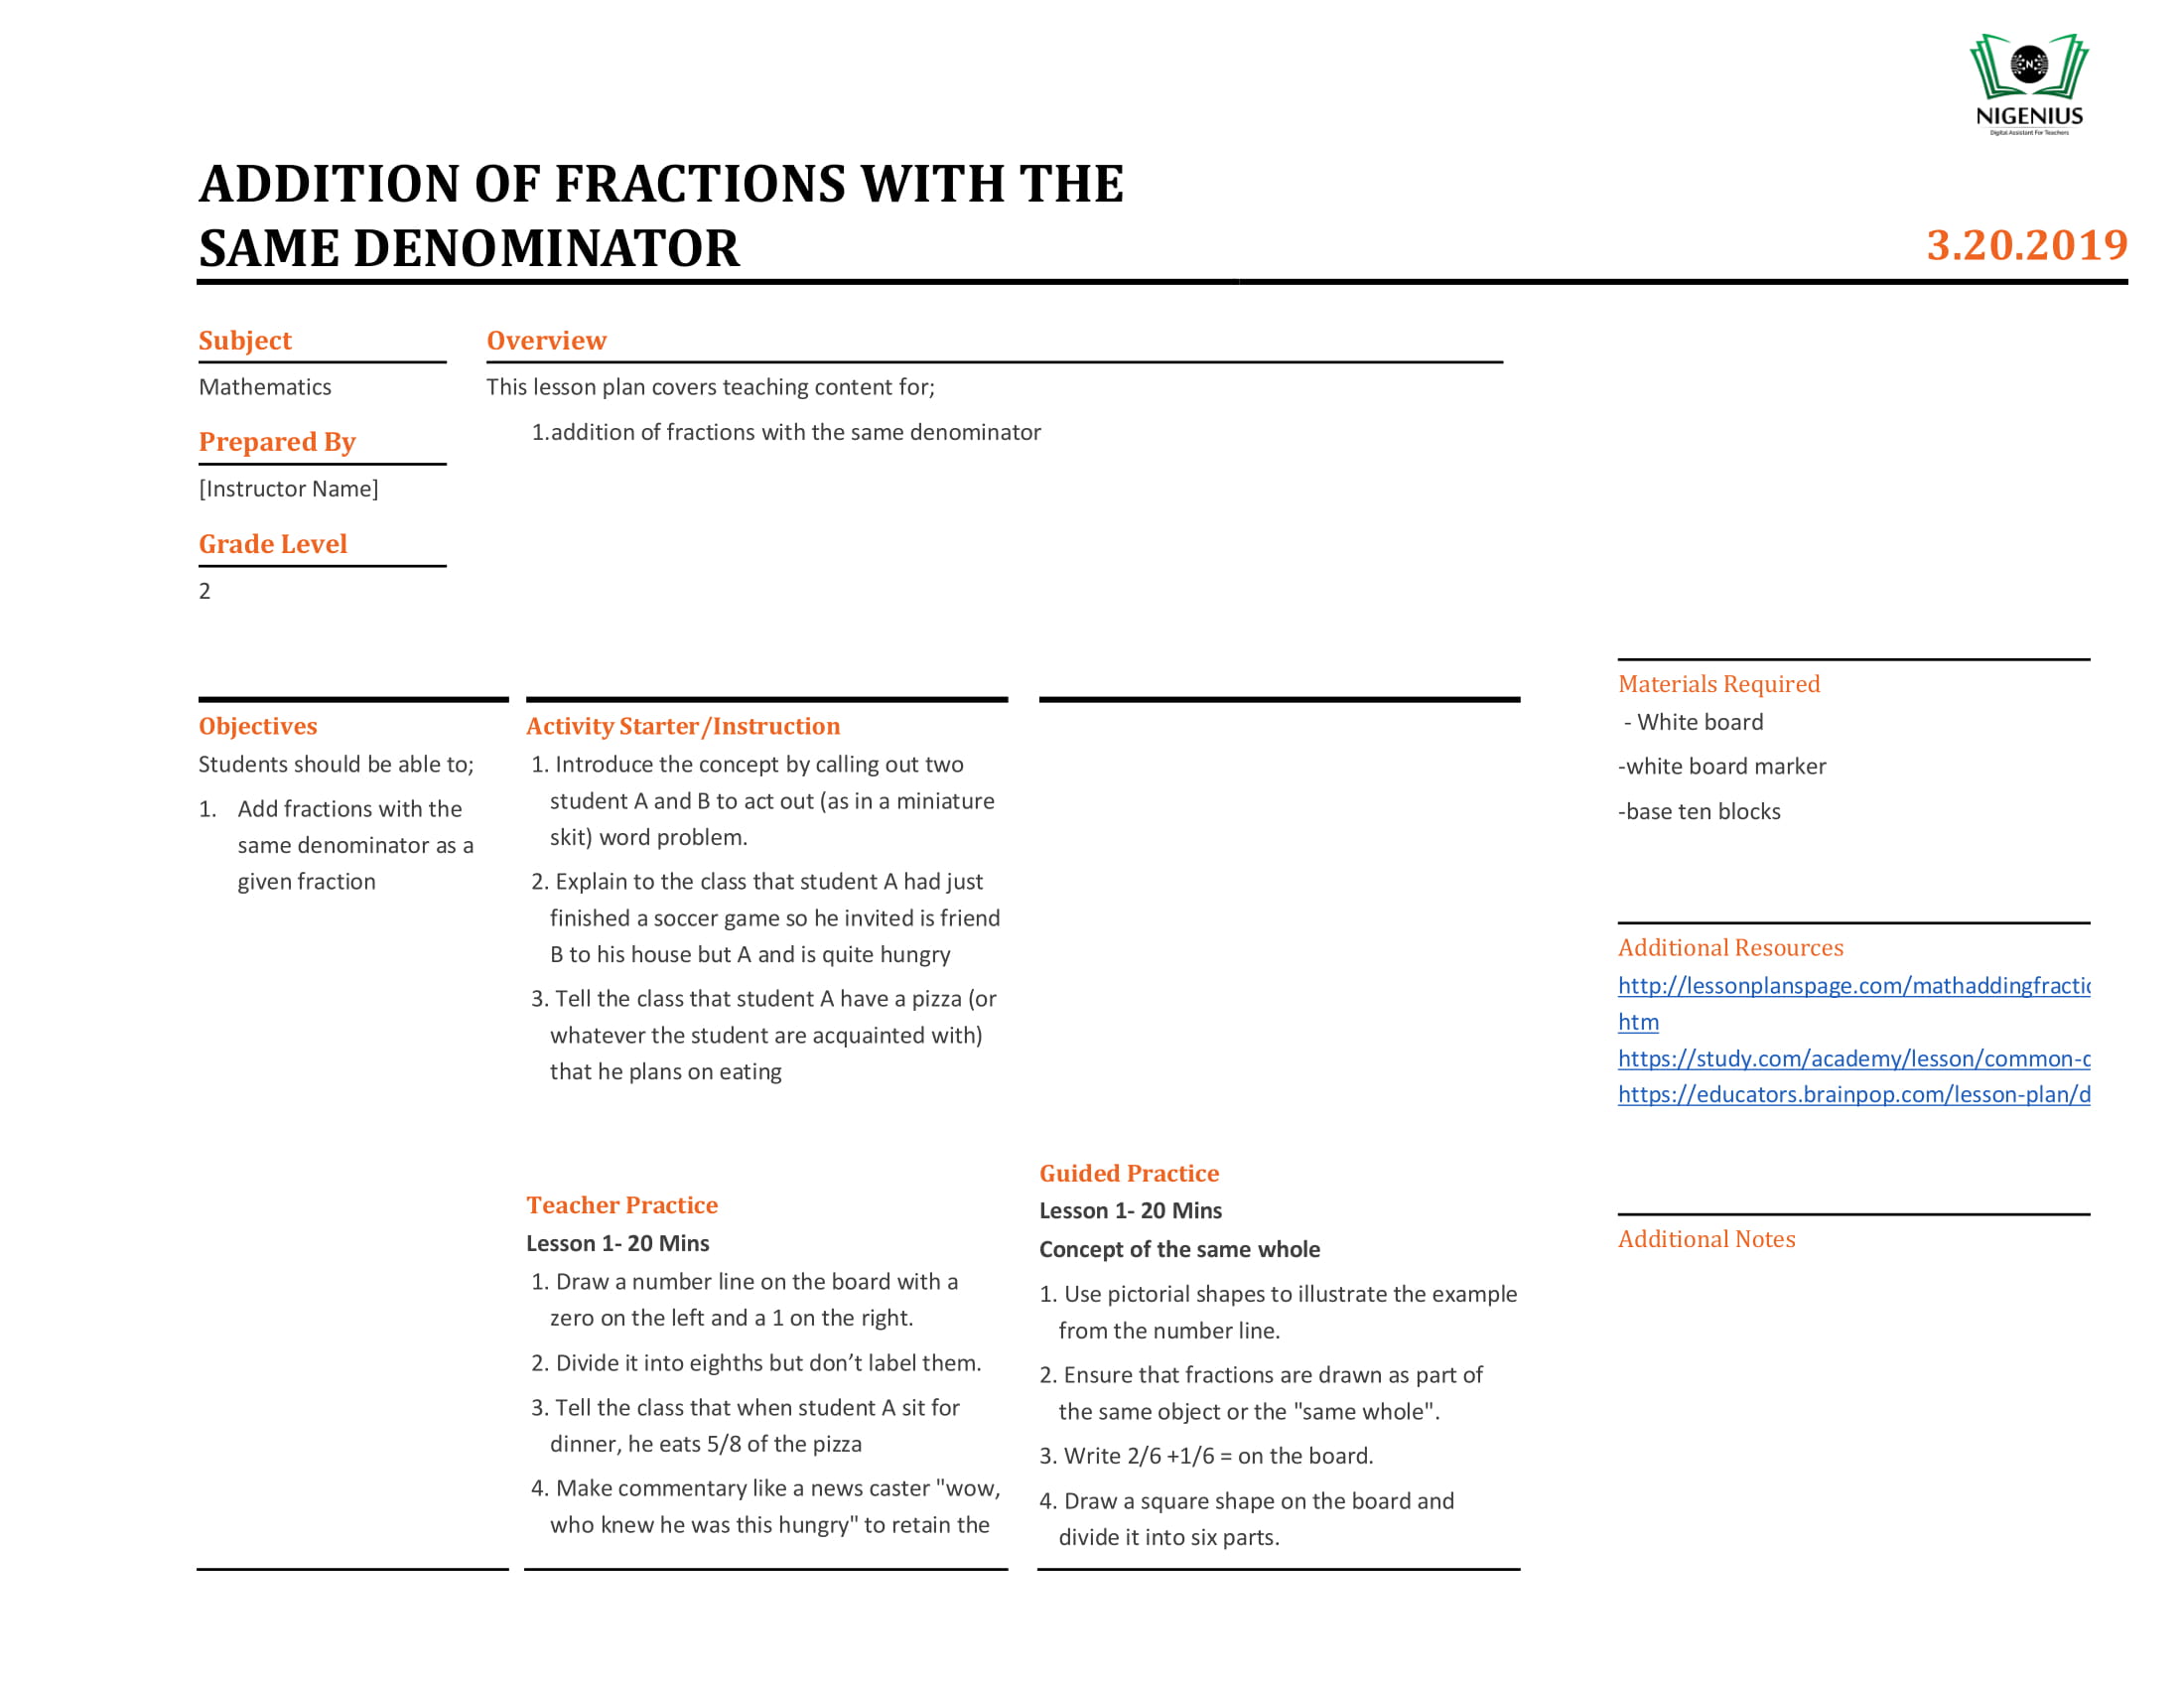 NIGENIUS
Digital Assistant For Teachers
ADDITION OF FRACTIONS WITH THE
SAME DENOMINATOR
3.20.2019
Subject
Mathematics
Prepared By
[Instructor Name]
Grade Level
2
Overview
This lesson plan covers teaching content for;
1.addition of fractions with the same denominator
Objectives
Students should be able to;
1. Add fractions with the
same denominator as a
given fraction
Activity Starter/Instruction
1. Introduce the concept by calling out two
student A and B to act out (as in a miniature
skit) word problem.
2. Explain to the class that student A had just
finished a soccer game so he invited is friend
B to his house but A and is quite hungry
3. Tell the class that student A have a pizza (or
whatever the student are acquainted with)
that he plans on eating
Teacher Practice
Lesson 1- 20 Mins
1. Draw a number line on the board with a
zero on the left and a 1 on the right.
2. Divide it into eighths but don’t label them.
3. Tell the class that when student A sit for
dinner, he eats 5/8 of the pizza
4. Make commentary like a news caster "wow,
who knew he was this hungry" to retain the
Guided Practice
Lesson 1- 20 Mins
Concept of the same whole
1. Use pictorial shapes to illustrate the example
from the number line.
2. Ensure that fractions are drawn as part of
the same object or the "same whole".
3. Write 2/6 +1/6 = on the board.
4. Draw a square shape on the board and
divide it into six parts.
Materials Required
- White board
-white board marker
-base ten blocks
Additional Resources
http://lessonplanspage.com/mathaddingfractic
htm
https://study.com/academy/lesson/common-c
https://educators.brainpop.com/lesson-plan/d
Additional Notes